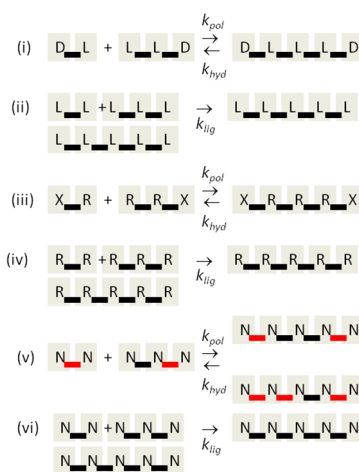 k_pol
(i) D L + L L D D L L L D
k_hyd
(ii) L L + L L L L L L L L
k_lig
L L L L L
k_pol
(iii) X R + R R X X R R R X
k_hyd
(iv) R R + R R R R R R R R
k_lig
R R R R R
k_pol
N N N N N
(v) N N + N N N
k_hyd
N N N N N
(vi) N N + N N N N N N N N
k_lig
N N N N N